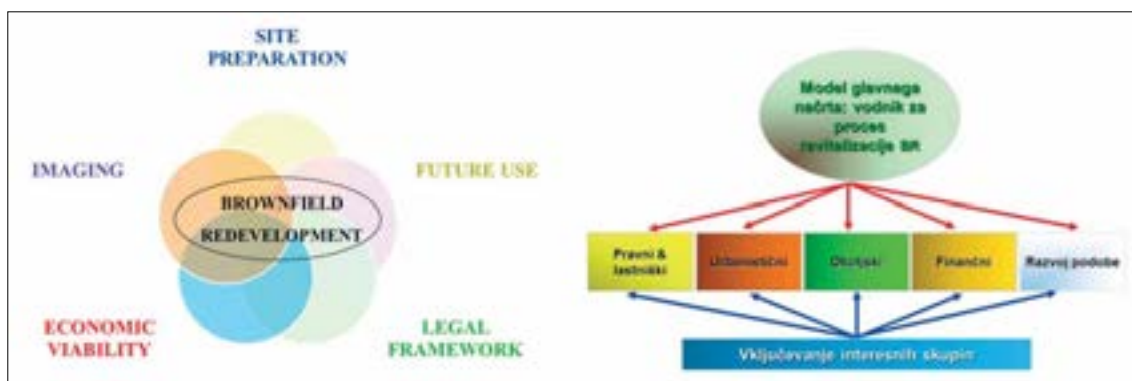 SITE
PREPARATION
IMAGING
FUTURE USE
BROWNFIELD
REDEVELOPMENT
ECONOMIC
VIABILITY
LEGAL
FRAMEWORK
Model glavnega
načrta: vodnik za
proces
revitalizacije BR
Pravni &
lastniški
Urbanistični
Okoljski
Finančni
Razvoj podobe
Vključevanje interesnih skupin